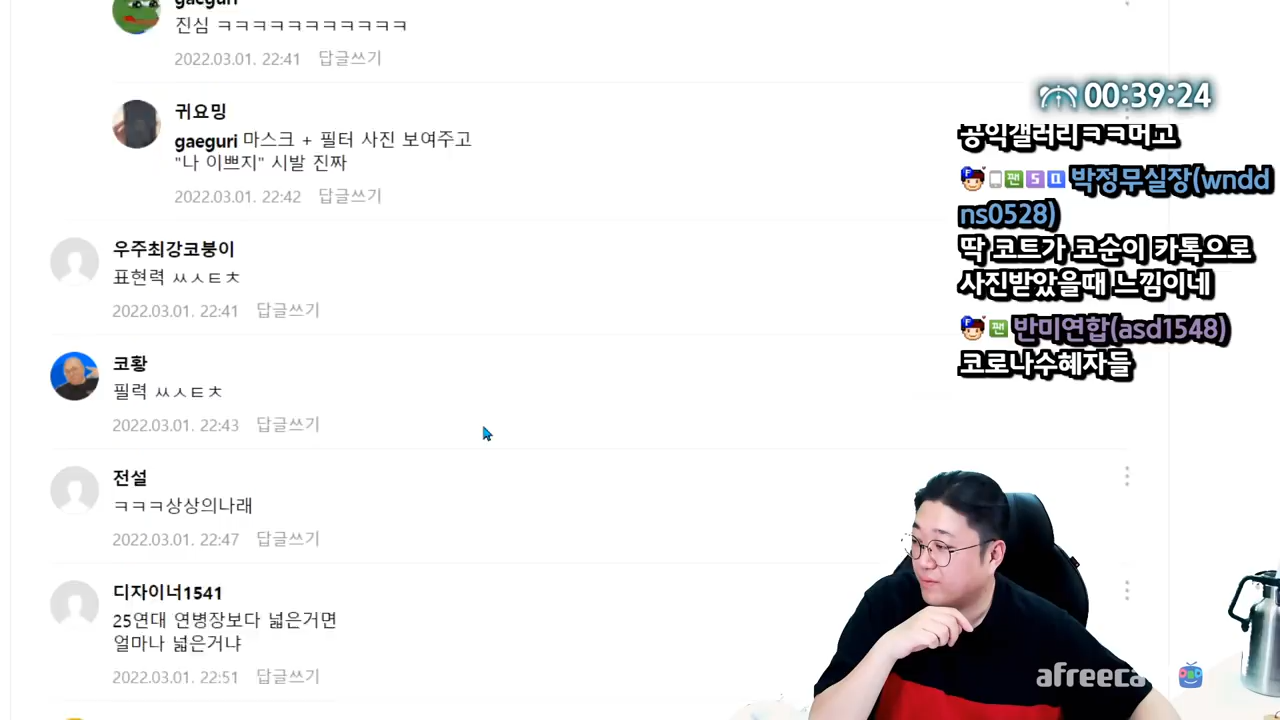 gaeguri
진심 ㅋㅋㅋㅋㅋㅋㅋㅋㅋㅋㅋ
2022.03.01. 22:41 답글쓰기
귀요밍
gaeguri 마스크 + 필터 사진 보여주고
"나 이쁘지" 시발 진짜
2022.03.01. 22:42 답글쓰기
우주최강코붕이
표현력 ㅆㅅㅌㅊ
2022.03.01. 22:41 답글쓰기
코황
필력 ㅆㅅㅌㅊ
2022.03.01. 22:43 답글쓰기
전설
ㅋㅋㅋ상상의나래
2022.03.01. 22:47 답글쓰기
디자이너1541
25연대 연병장보다 넓은거면
얼마나 넓은거냐
2022.03.01. 22:51 답글쓰기
00:39:24
공익갤러리ㅋㅋ머고
F 팬 5 Q 박정무실장(wndd
ns0528)
딱 코트가 코순이 카톡으로
사진받았을때 느낌이네
F 팬 반미연합(asd1548)
코로나수혜자들
afreeca